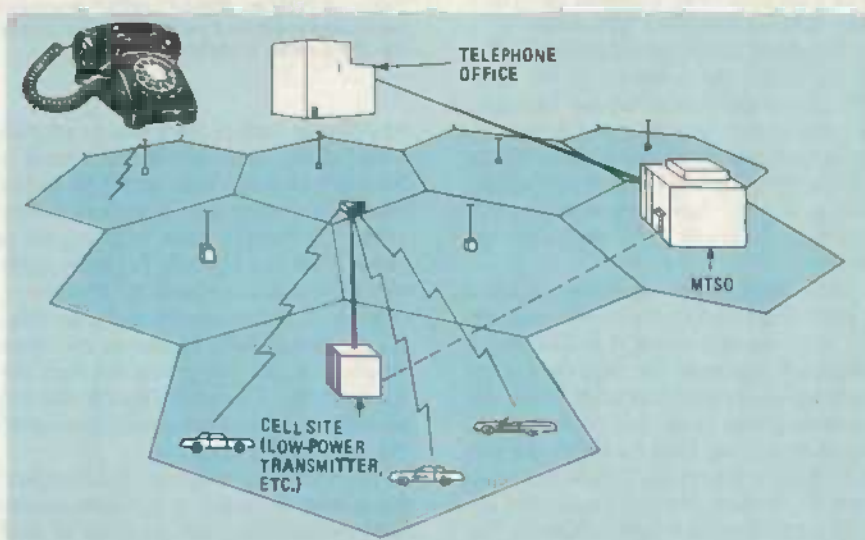 TELEPHONE
OFFICE
MTSO
CELL SITE
(LOW-POWER
TRANSMITTER,
ETC.)